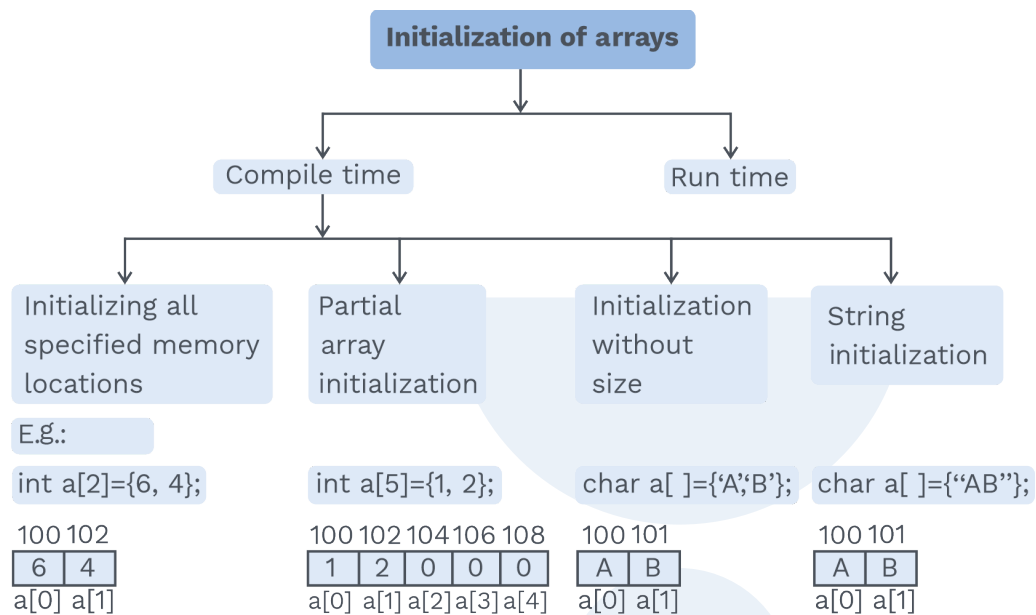 Initialization of arrays
Compile time
Run time
Initializing all
specified memory
locations
Partial
array
initialization
Initialization
without
size
String
initialization
E.g.:
int a[2]={6, 4};
int a[5]={1, 2};
char a[ ]={‘A’,‘B’};
char a[ ]={“AB”};
100 102
6 4
a[0] a[1]
100 102 104 106 108
1 2 0 0 0
a[0] a[1] a[2] a[3] a[4]
100 101
A B
a[0] a[1]
100 101
A B
a[0] a[1]